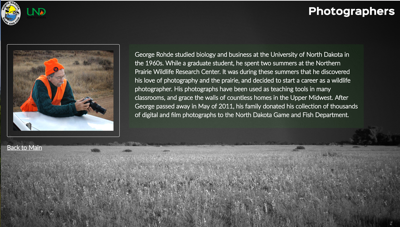 UND
Photographers
George Rohde studied biology and business at the University of North Dakota in
the 1960s. While a graduate student, he spent two summers at the Northern
Prairie Wildlife Research Center. It was during these summers that he discovered
his love of photography and the prairie, and decided to start a career as a wildlife
photographer. His photographs have been used as teaching tools in many
classrooms, and grace the walls of countless homes in the Upper Midwest. After
George passed away in May of 2011, his family donated his collection of thousands
of digital and film photographs to the North Dakota Game and Fish Department.
Back to Main